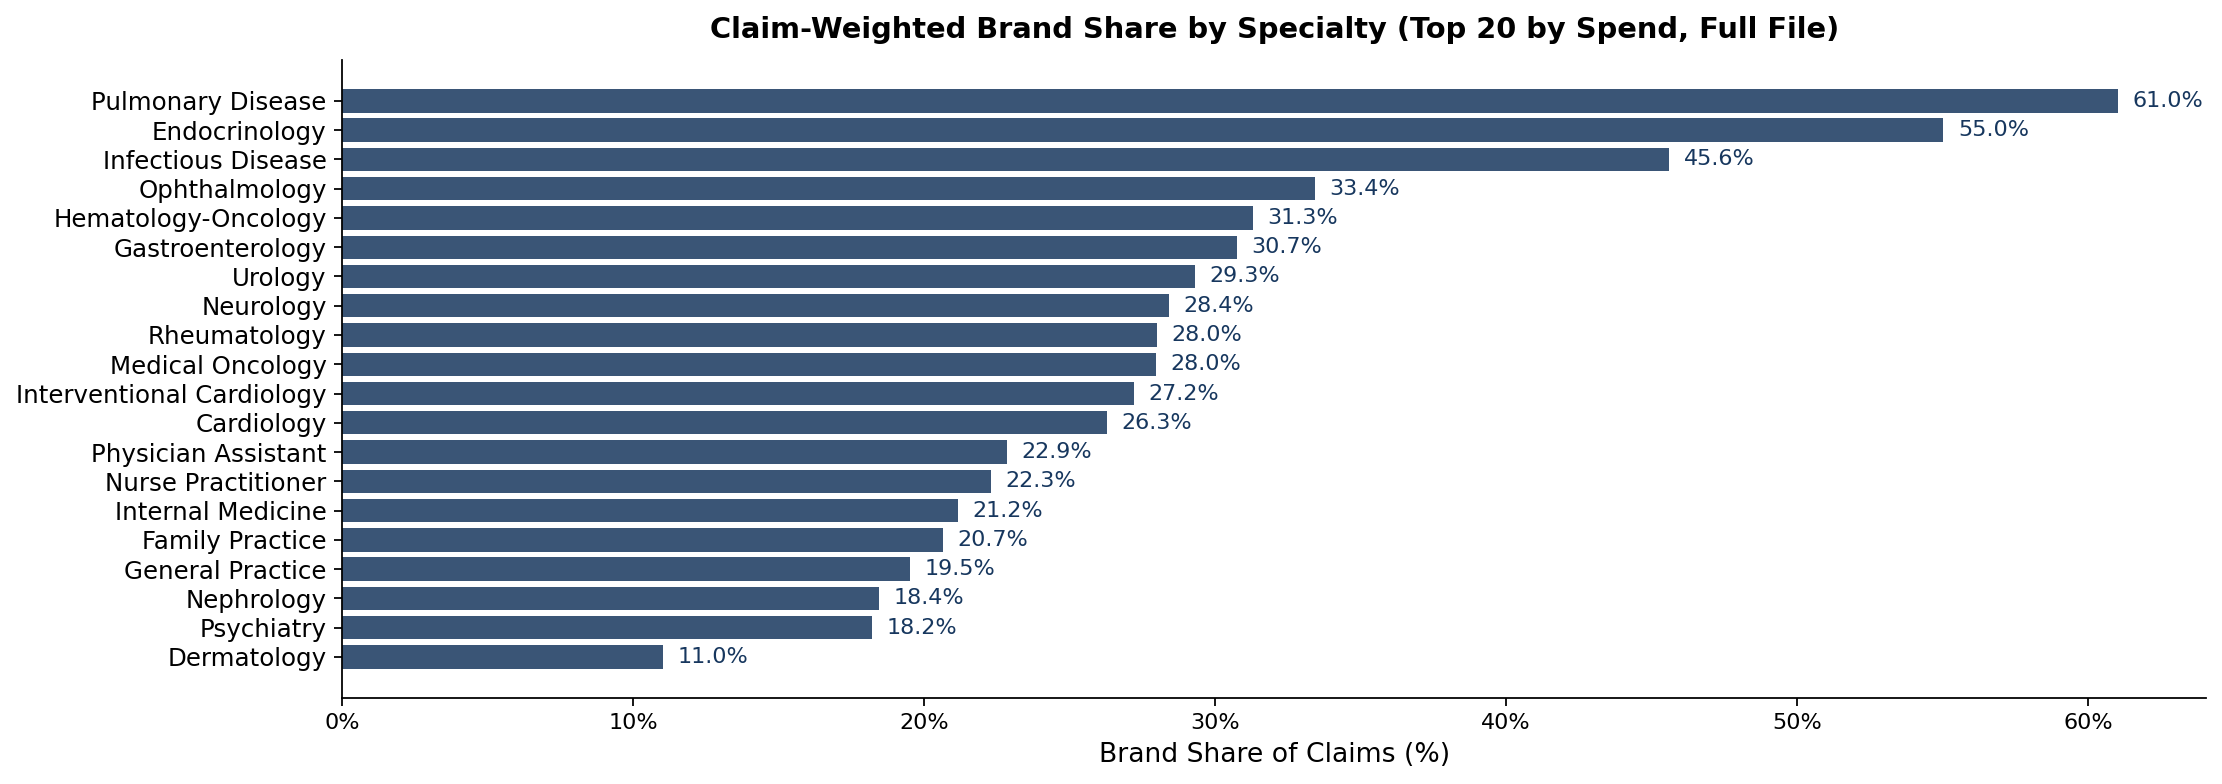 Claim-Weighted Brand Share by Specialty (Top 20 by Spend, Full File)
Pulmonary Disease 61.0%
Endocrinology 55.0%
Infectious Disease 45.6%
Ophthalmology 33.4%
Hematology-Oncology 31.3%
Gastroenterology 30.7%
Urology 29.3%
Neurology 28.4%
Rheumatology 28.0%
Medical Oncology 28.0%
Interventional Cardiology 27.2%
Cardiology 26.3%
Physician Assistant 22.9%
Nurse Practitioner 22.3%
Internal Medicine 21.2%
Family Practice 20.7%
General Practice 19.5%
Nephrology 18.4%
Psychiatry 18.2%
Dermatology 11.0%
0% 10% 20% 30% 40% 50% 60%
Brand Share of Claims (%)